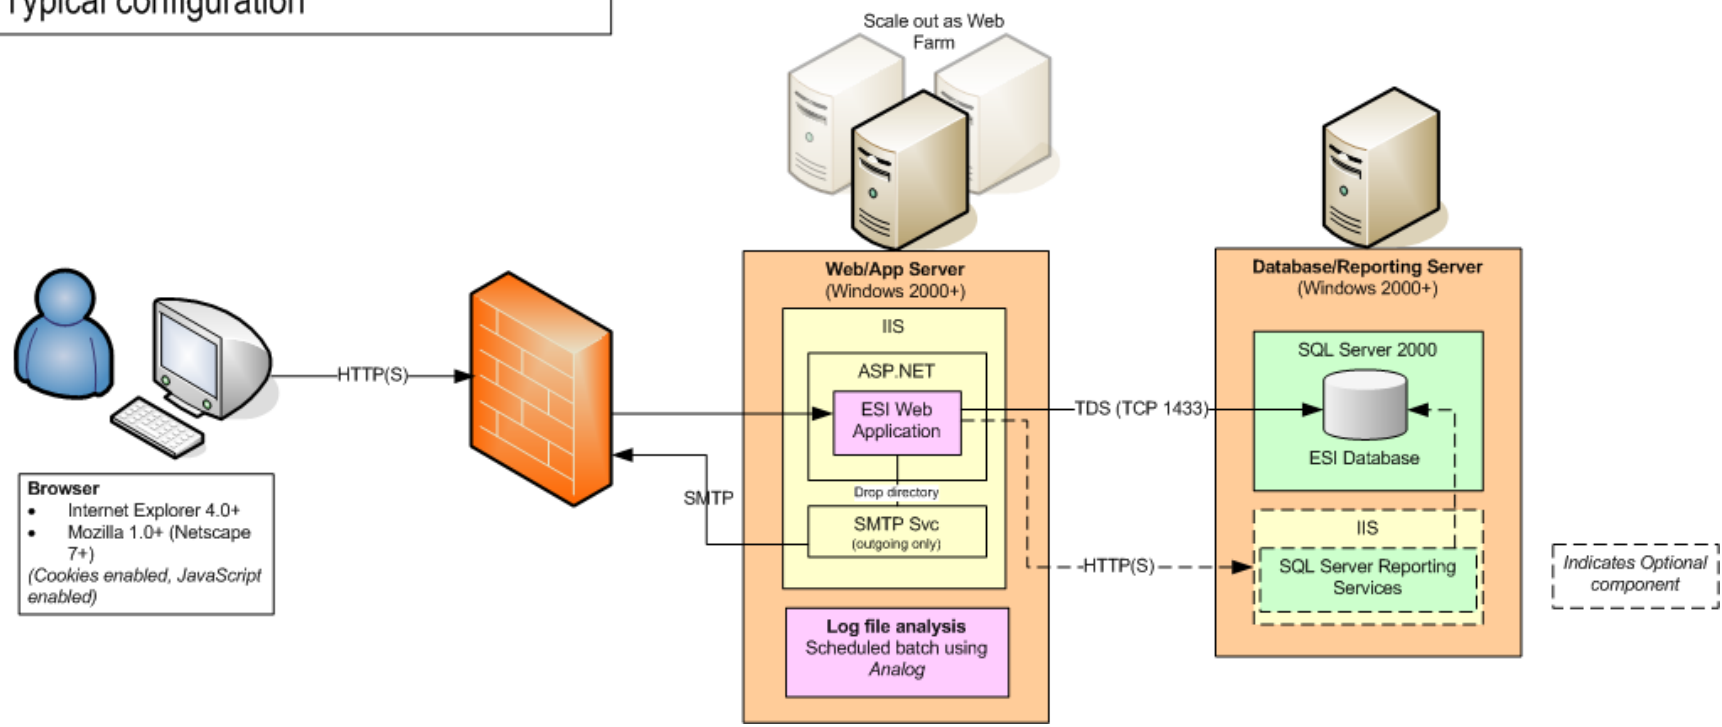 Typical configuration
Scale out as Web
Farm
Web/App Server
(Windows 2000+)
IIS
ASP.NET
ESI Web
Application
Drop directory
SMTP Svc
(outgoing only)
Log file analysis
Scheduled batch using
Analog
Database/Reporting Server
(Windows 2000+)
SQL Server 2000
ESI Database
IIS
SQL Server Reporting
Services
HTTP(S)
SMTP
TDS (TCP 1433)
HTTP(S)
Browser
• Internet Explorer 4.0+
• Mozilla 1.0+ (Netscape
7+)
(Cookies enabled, JavaScript
enabled)
Indicates Optional
component